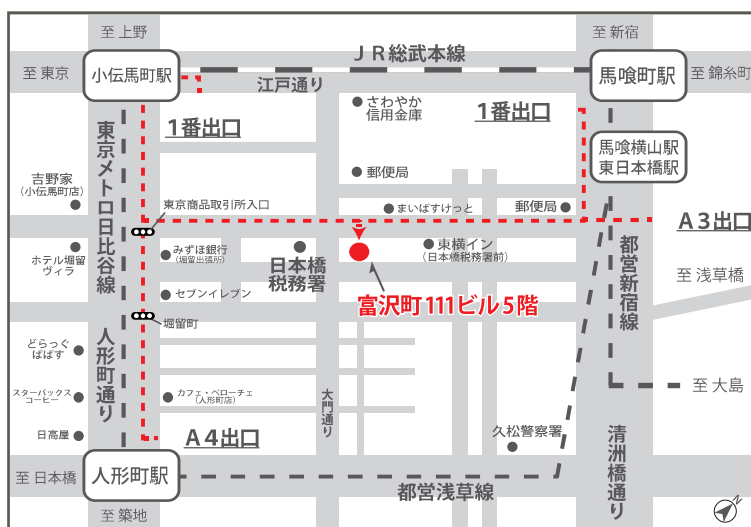 至 上野
至 新宿
至 東京
小伝馬町駅
ＪＲ総武本線
馬喰町駅
至 錦糸町
江戸通り
さわやか
信用金庫
1番出口
1番出口
東京メトロ日比谷線
馬喰横山駅
東日本橋駅
吉野家
(小伝馬町店)
郵便局
東京商品取引所入口
まいばすけっと
郵便局
A3出口
ホテル堀留
ヴィラ
みずほ銀行
(堀留出張所)
日本橋
税務署
東横イン
(日本橋税務署前)
都営新宿線
至 浅草橋
セブンイレブン
富沢町111ビル5階
堀留町
どらっぐ
ぱぱす
人形町通り
スターバックス
コーヒー
カフェ・ベローチェ
(人形町店)
大門通り
至 大島
日高屋
A4出口
久松警察署
清洲橋通り
至 日本橋
人形町駅
都営浅草線
至 築地
N